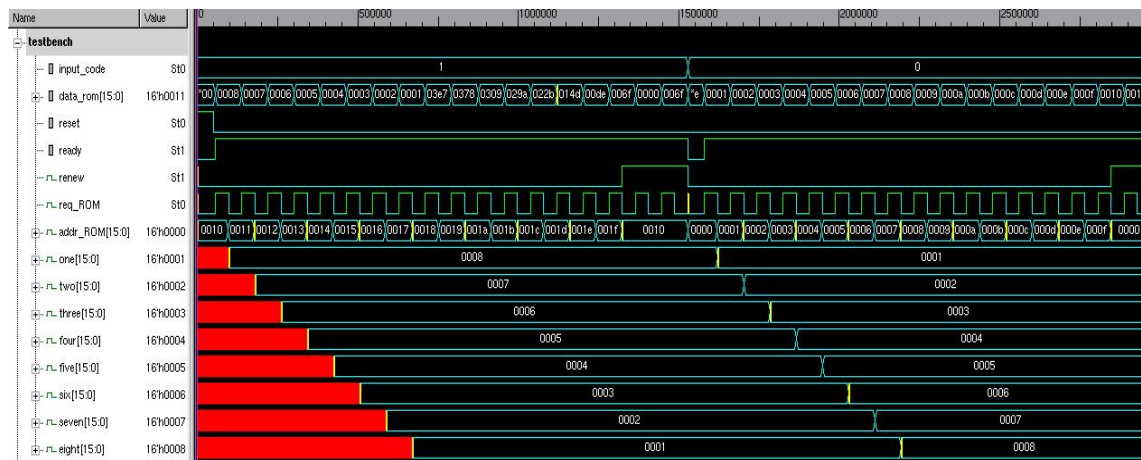 Name Value 0 500000 1000000 1500000 2000000 2500000
testbench
input_code St0 1 0
data_rom[15:0] 16'h0011 *00 0008 0007 0006 0005 0004 0003 0002 0001 03e7 0378 0309 029a 022b 014d 00de 006f 0000 006f *e 0001 0002 0003 0004 0005 0006 0007 0008 0009 000a 000b 000c 000d 000e 000f 0010 001
reset St0
ready St1
renew St1
req_ROM St0
addr_ROM[15:0] 16'h0000 0010 0011 0012 0013 0014 0015 0016 0017 0018 0019 001a 001b 001c 001d 001e 001f 0010 0000 0001 0002 0003 0004 0005 0006 0007 0008 0009 000a 000b 000c 000d 000e 000f 0000
one[15:0] 16'h0001 0008 0001
two[15:0] 16'h0002 0007 0002
three[15:0] 16'h0003 0006 0003
four[15:0] 16'h0004 0005 0004
five[15:0] 16'h0005 0004 0005
six[15:0] 16'h0006 0003 0006
seven[15:0] 16'h0007 0002 0007
eight[15:0] 16'h0008 0001 0008